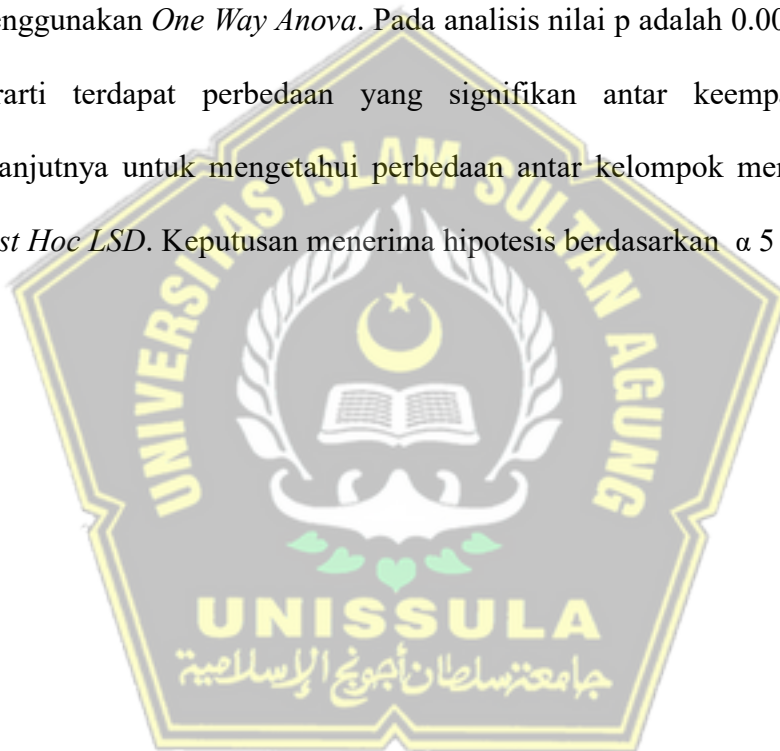 enggunakan One Way Anova. Pada analisis nilai p adalah 0.00
rarti terdapat perbedaan yang signifikan antar keemp
anjutnya untuk mengetahui perbedaan antar kelompok me
st Hoc LSD. Keputusan menerima hipotesis berdasarkan α 5
UNIVERSITAS ISLAM SULTAN AGUNG
UNISSULA
جامعة سلطان أجونج الإسلامية